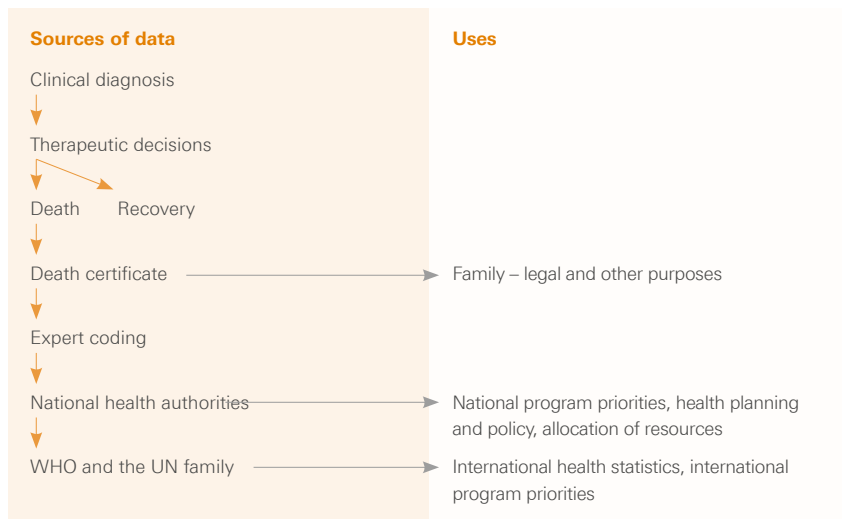 Sources of data
Uses
Clinical diagnosis
Therapeutic decisions
Death
Recovery
Death certificate
Family – legal and other purposes
Expert coding
National health authorities
National program priorities, health planning
and policy, allocation of resources
WHO and the UN family
International health statistics, international
program priorities